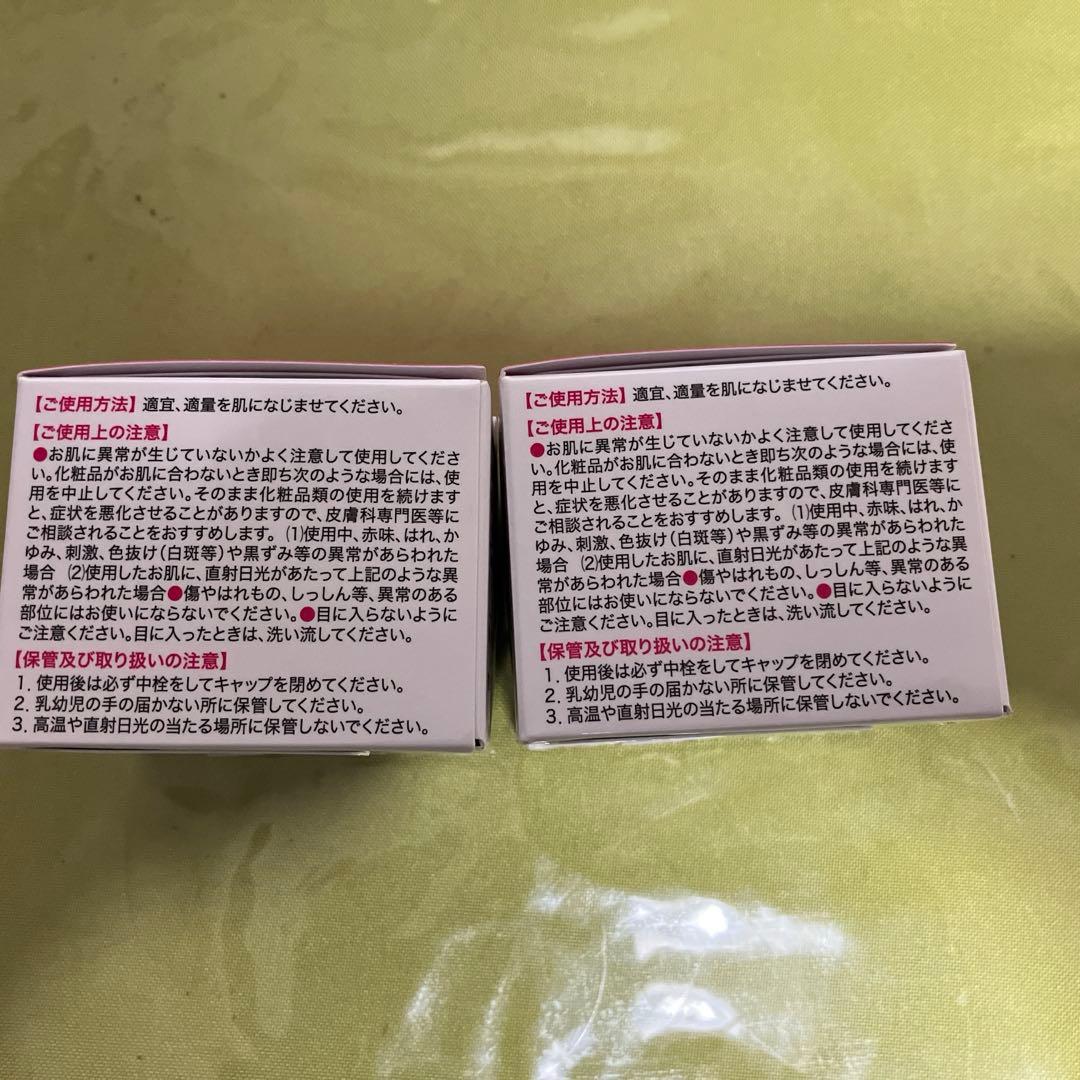 【ご使用方法】適宜、適量を肌になじませてください。
【ご使用上の注意】
●お肌に異常が生じていないかよく注意して使用してくださ
い。化粧品がお肌に合わないとき即ち次のような場合には、使
用を中止してください。そのまま化粧品類の使用を続けます
と、症状を悪化させることがありますので、皮膚科専門医等に
ご相談されることをおすすめします。(1)使用中、赤味、はれ、か
ゆみ、刺激、色抜け(白斑等)や黒ずみ等の異常があらわれた
場合 (2)使用したお肌に、直射日光があたって上記のような異
常があらわれた場合●傷やはれもの、しっしん等、異常のある
部位にはお使いにならないでください。●目に入らないように
ご注意ください。目に入ったときは、洗い流してください。
【保管及び取り扱いの注意】
1. 使用後は必ず中栓をしてキャップを閉めてください。
2. 乳幼児の手の届かない所に保管してください。
3. 高温や直射日光の当たる場所に保管しないでください。
【ご使用方法】適宜、適量を肌になじませてください。
【ご使用上の注意】
●お肌に異常が生じていないかよく注意して使用してくださ
い。化粧品がお肌に合わないとき即ち次のような場合には、使
用を中止してください。そのまま化粧品類の使用を続けます
と、症状を悪化させることがありますので、皮膚科専門医等に
ご相談されることをおすすめします。(1)使用中、赤味、はれ、か
ゆみ、刺激、色抜け(白斑等)や黒ずみ等の異常があらわれた
場合 (2)使用したお肌に、直射日光があたって上記のような異
常があらわれた場合●傷やはれもの、しっしん等、異常のある
部位にはお使いにならないでください。●目に入らないように
ご注意ください。目に入ったときは、洗い流してください。
【保管及び取り扱いの注意】
1. 使用後は必ず中栓をしてキャップを閉めてください。
2. 乳幼児の手の届かない所に保管してください。
3. 高温や直射日光の当たる場所に保管しないでください。